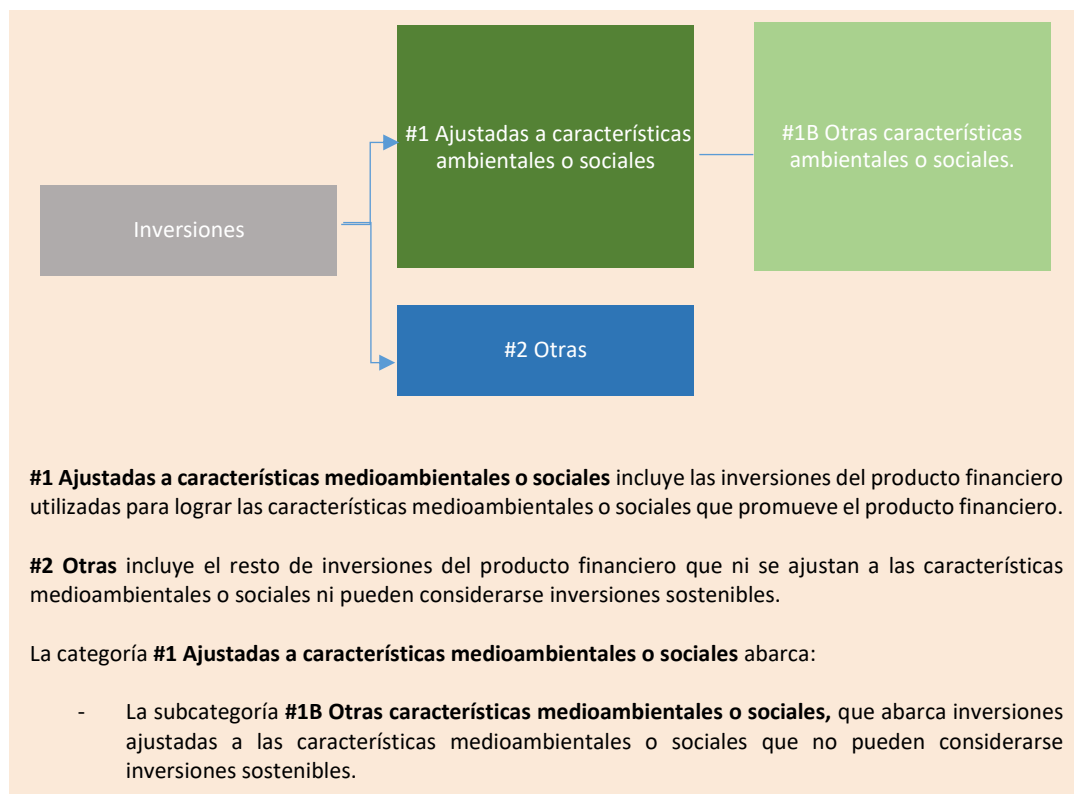 #1 Ajustadas a características
ambientales o sociales
#1B Otras características
ambientales o sociales.
Inversiones
#2 Otras
#1 Ajustadas a características medioambientales o sociales incluye las inversiones del producto financiero
utilizadas para lograr las características medioambientales o sociales que promueve el producto financiero.
#2 Otras incluye el resto de inversiones del producto financiero que ni se ajustan a las características
medioambientales o sociales ni pueden considerarse inversiones sostenibles.
La categoría #1 Ajustadas a características medioambientales o sociales abarca:
- La subcategoría #1B Otras características medioambientales o sociales, que abarca inversiones
ajustadas a las características medioambientales o sociales que no pueden considerarse
inversiones sostenibles.